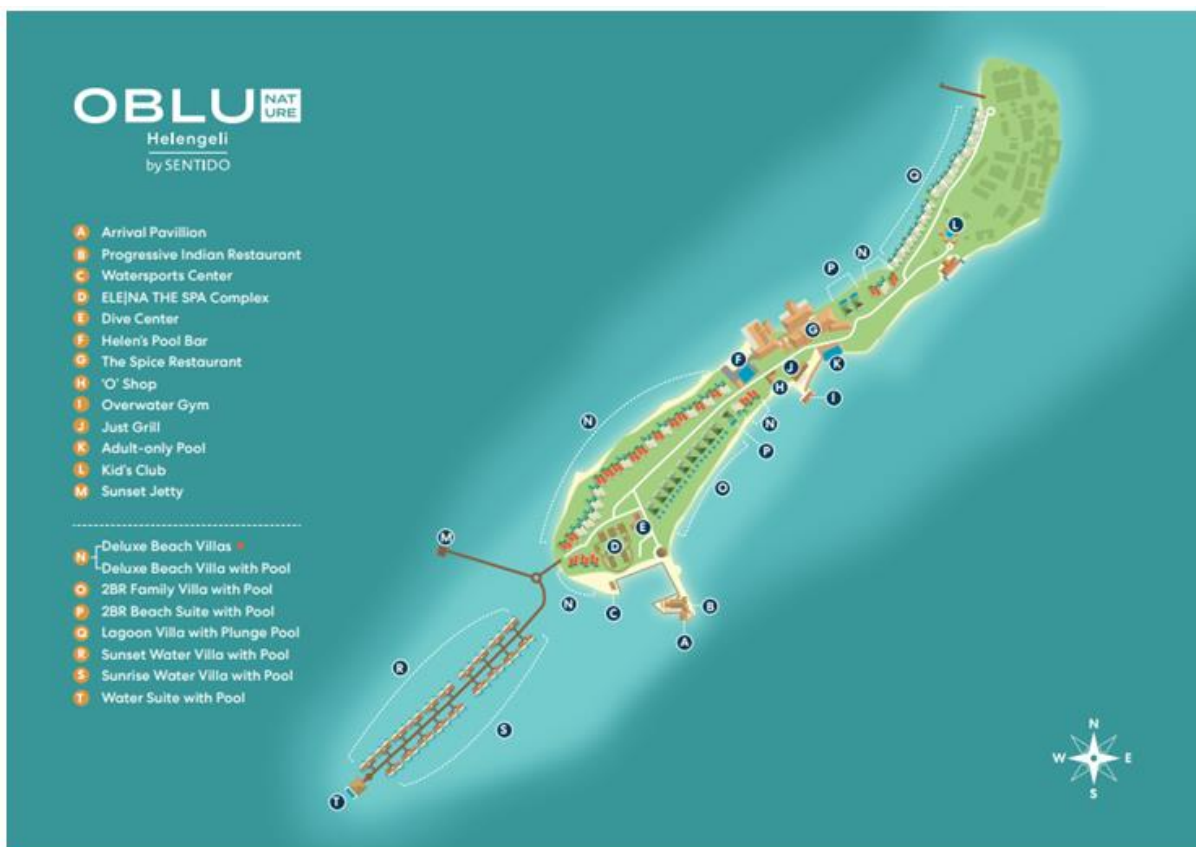 OBLU NAT
URE
Helengeli
by SENTIDO
A Arrival Pavillion
B Progressive Indian Restaurant
C Watersports Center
D ELE|NA THE SPA Complex
E Dive Center
F Helen's Pool Bar
G The Spice Restaurant
H 'O' Shop
I Overwater Gym
J Just Grill
K Adult-only Pool
L Kid's Club
M Sunset Jetty
N Deluxe Beach Villas
Deluxe Beach Villa with Pool
O 2BR Family Villa with Pool
P 2BR Beach Suite with Pool
Q Lagoon Villa with Plunge Pool
R Sunset Water Villa with Pool
S Sunrise Water Villa with Pool
T Water Suite with Pool
Q
L
N
P
G
F
J
K
H
I
N
N
P
O
E
D
M
N
C
B
A
R
S
T
N
W E
S